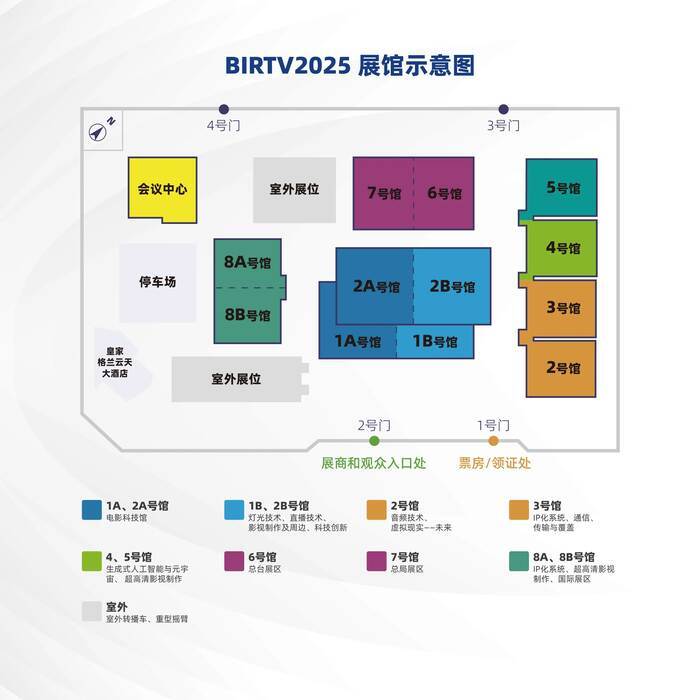 BIRTV2025 展馆示意图
N
4号门
3号门
会议中心
室外展位
7号馆
6号馆
5号馆
4号馆
停车场
8A号馆
8B号馆
2A号馆
2B号馆
1A号馆
1B号馆
3号馆
2号馆
皇家
格兰云天
大酒店
室外展位
2号门
1号门
展商和观众入口处
票房/领证处
1A、2A号馆
电影科技馆
1B、2B号馆
灯光技术、直播技术、
影视制作及周边、科技创新
2号馆
音频技术、
虚拟现实——未来
3号馆
IP化系统、通信、
传输与覆盖
4、5号馆
生成式人工智能与元宇
宙、 超高清影视制作
6号馆
总台展区
7号馆
总局展区
8A、8B号馆
IP化系统、超高清影视
制作、国际展区
室外
室外转播车、重型摇臂